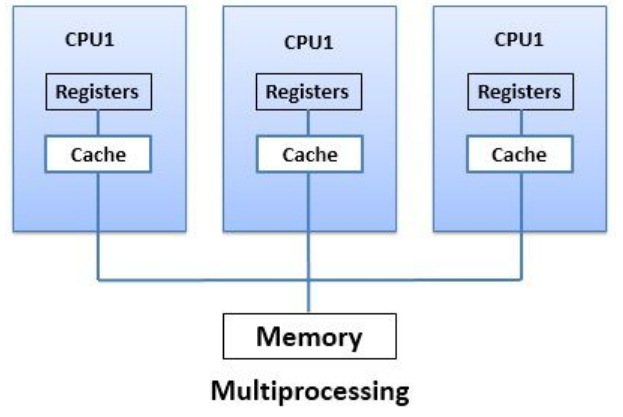 CPU1 CPU1 CPU1
Registers Registers Registers
Cache Cache Cache
Memory
Multiprocessing